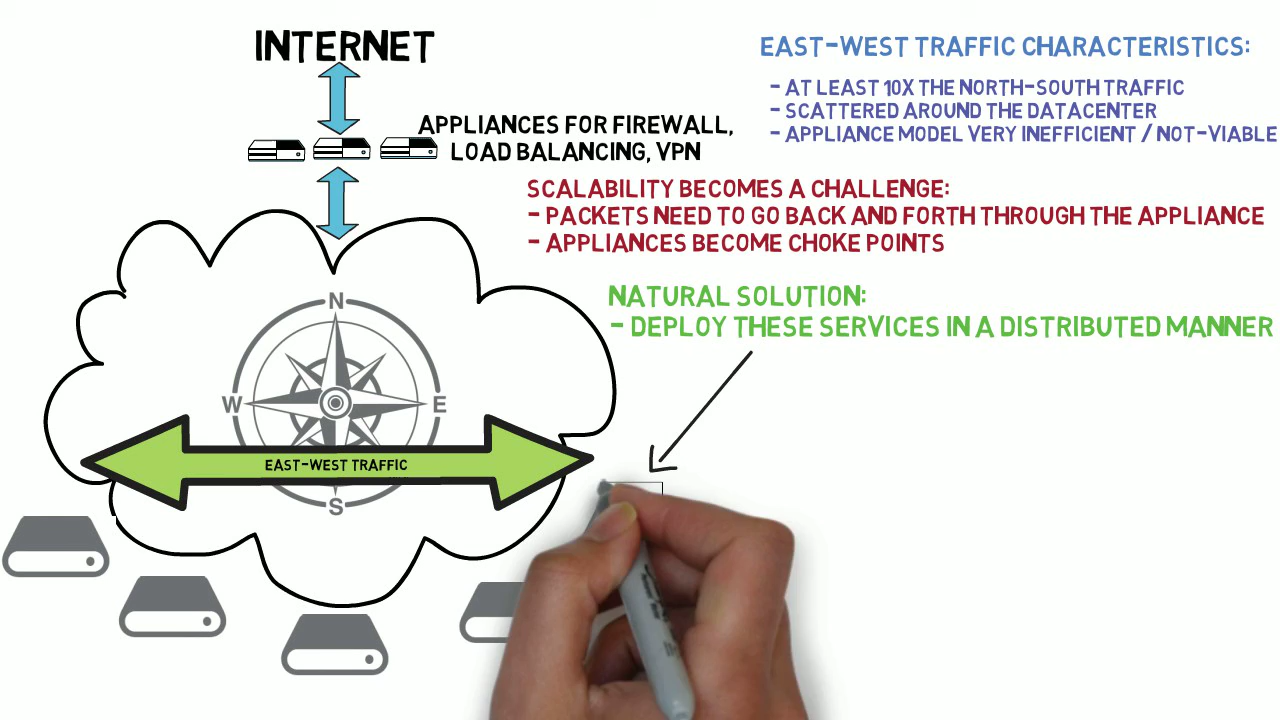 INTERNET
APPLIANCES FOR FIREWALL,
LOAD BALANCING, VPN
EAST-WEST TRAFFIC CHARACTERISTICS:
- AT LEAST 10X THE NORTH-SOUTH TRAFFIC
- SCATTERED AROUND THE DATACENTER
- APPLIANCE MODEL VERY INEFFICIENT / NOT-VIABLE
SCALABILITY BECOMES A CHALLENGE:
- PACKETS NEED TO GO BACK AND FORTH THROUGH THE APPLIANCE
- APPLIANCES BECOME CHOKE POINTS
NATURAL SOLUTION:
- DEPLOY THESE SERVICES IN A DISTRIBUTED MANNER
N
W
E
EAST-WEST TRAFFIC
S